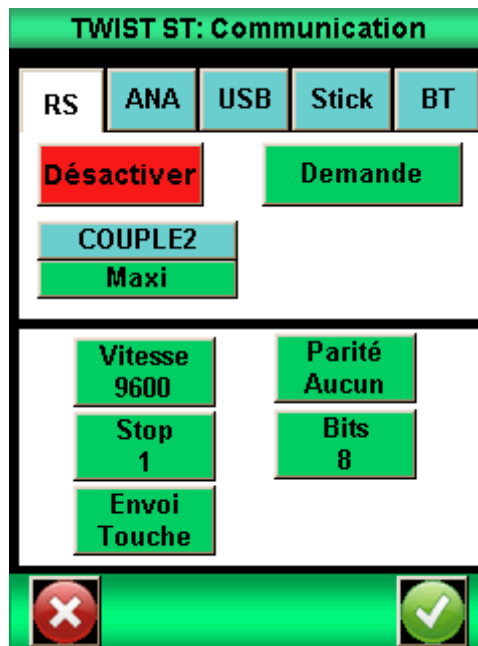 TWIST ST: Communication
RS ANA USB Stick BT
Désactiver Demande
COUPLE2
Maxi
Vitesse Parité
9600 Aucun
Stop Bits
1 8
Envoi
Touche